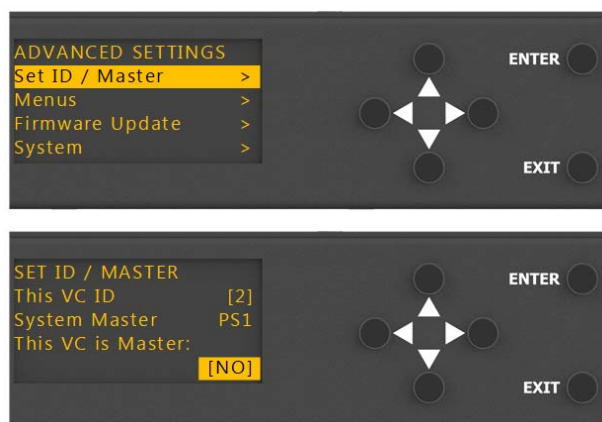 ADVANCED SETTINGS
Set ID / Master >
Menus >
Firmware Update >
System >
ENTER
EXIT
SET ID / MASTER
This VC ID [2]
System Master PS1
This VC is Master:
[NO]
ENTER
EXIT